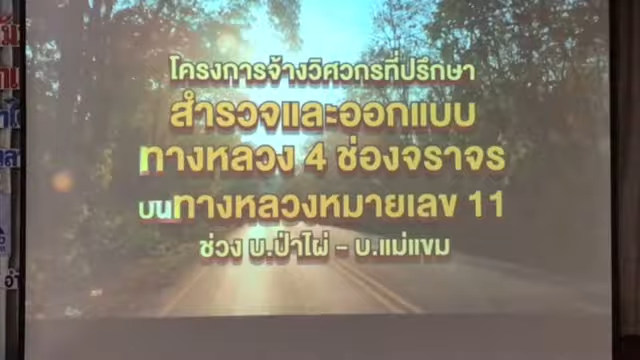 โครงการจ้างวิศวกรที่ปรึกษา
สำรวจและออกแบบ
ทางหลวง 4 ช่องจราจร
บนทางหลวงหมายเลข 11
ช่วง บ.ป่าไผ่ - บ.แม่แขม